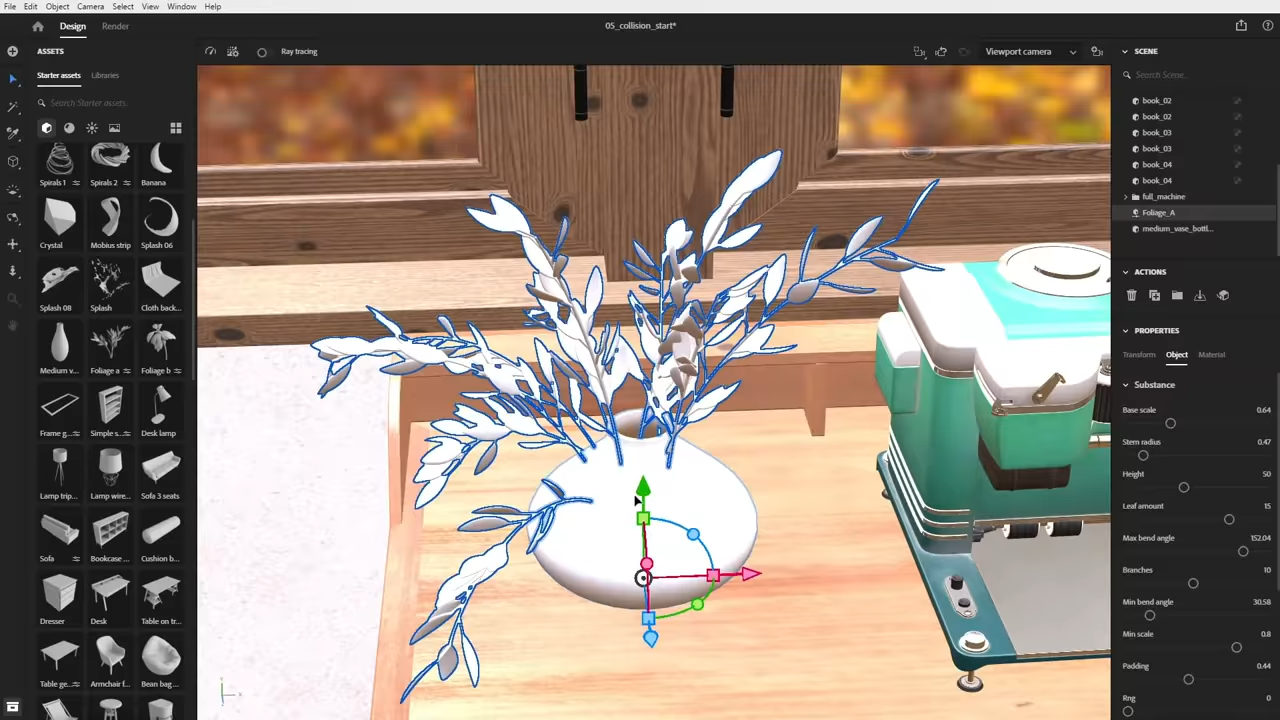 File Edit Object Camera Select View Window Help
Design Render
05_collision_start*
ASSETS
Starter assets Libraries
Search Starter assets.
Spirals 1 Spirals 2 Banana
Crystal Mobius strip Splash 06
Splash 08 Splash Cloth back...
Medium v... Foliage a Foliage b
Frame g... Simple s... Desk lamp
Lamp trip... Lamp wire... Sofa 3 seats
Sofa Bookcase... Cushion b...
Dresser Desk Table on tr...
Table ge... Armchair f... Bean bag...
Ray tracing
Viewport camera
SCENE
Search Scene...
book_02
book_02
book_03
book_03
book_04
book_04
full_machine
Foliage_A
medium_vase_bottl...
ACTIONS
PROPERTIES
Transform Object Material
Substance
Base scale 0.64
Stem radius 0.47
Height 50
Leaf amount 15
Max bend angle 152.04
Branches 10
Min bend angle 30.58
Min scale 0.8
Padding 0.44
Rng 0